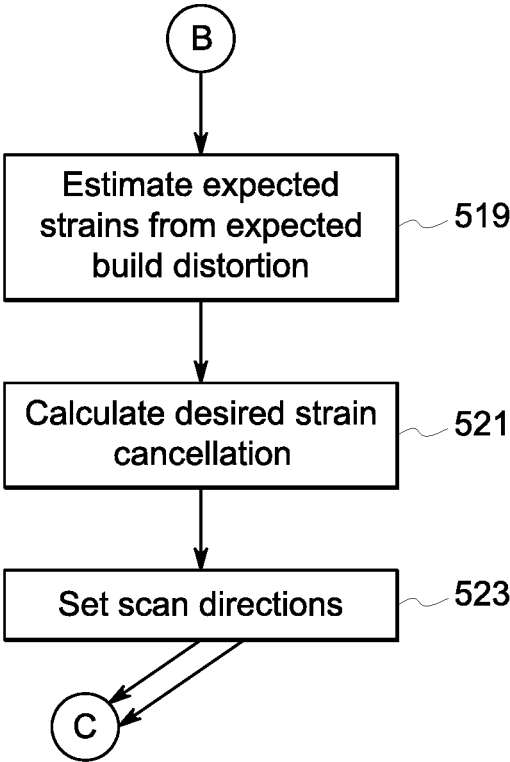 B
Estimate expected
strains from expected
build distortion
519
Calculate desired strain
cancellation
521
Set scan directions
523
C